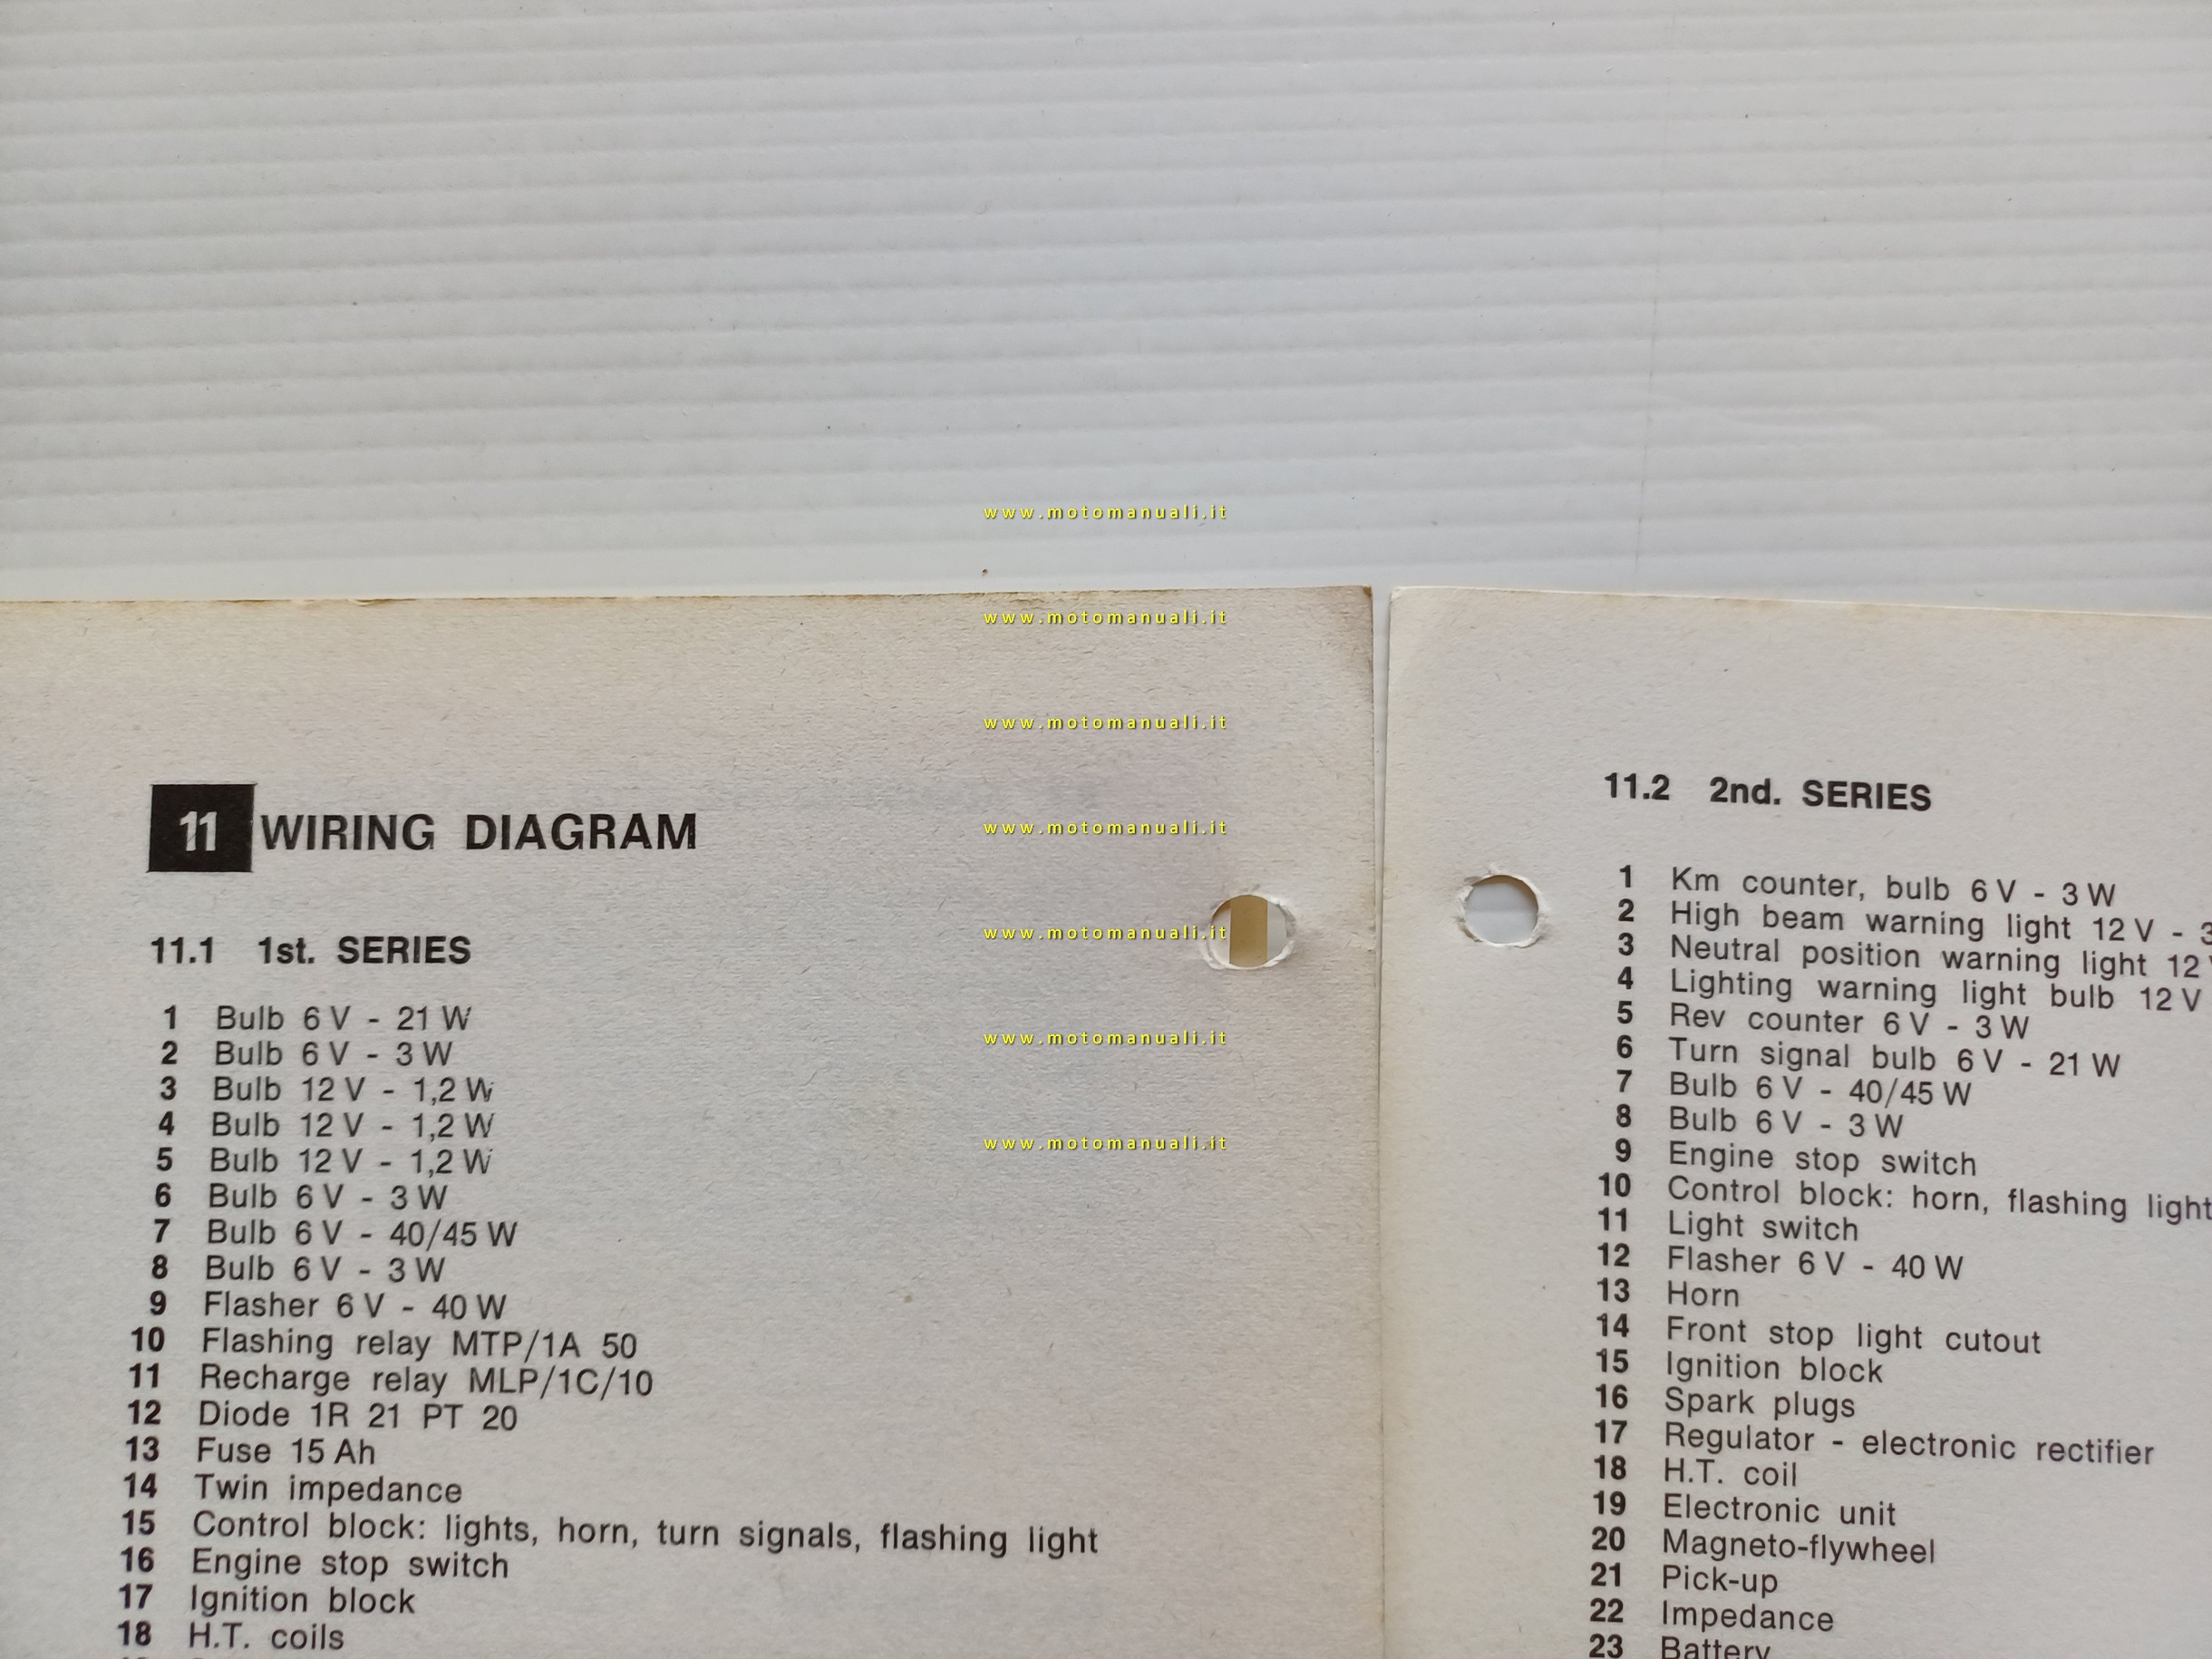 www.motomanuali.it
www.motomanuali.it
www.motomanuali.it
www.motomanuali.it
www.motomanuali.it
www.motomanuali.it
www.motomanuali.it
11 WIRING DIAGRAM
11.1 1st. SERIES
1 Bulb 6 V - 21 W
2 Bulb 6 V - 3 W
3 Bulb 12 V - 1,2 W
4 Bulb 12 V - 1,2 W
5 Bulb 12 V - 1,2 W
6 Bulb 6 V - 3 W
7 Bulb 6 V - 40/45 W
8 Bulb 6 V - 3 W
9 Flasher 6 V - 40 W
10 Flashing relay MTP/1A 50
11 Recharge relay MLP/1C/10
12 Diode 1R 21 PT 20
13 Fuse 15 Ah
14 Twin impedance
15 Control block: lights, horn, turn signals, flashing light
16 Engine stop switch
17 Ignition block
18 H.T. coils
11.2 2nd. SERIES
1 Km counter, bulb 6 V - 3 W
2 High beam warning light 12 V - 3
3 Neutral position warning light 12
4 Lighting warning light bulb 12 V
5 Rev counter 6 V - 3 W
6 Turn signal bulb 6 V - 21 W
7 Bulb 6 V - 40/45 W
8 Bulb 6 V - 3 W
9 Engine stop switch
10 Control block: horn, flashing light
11 Light switch
12 Flasher 6 V - 40 W
13 Horn
14 Front stop light cutout
15 Ignition block
16 Spark plugs
17 Regulator - electronic rectifier
18 H.T. coil
19 Electronic unit
20 Magneto-flywheel
21 Pick-up
22 Impedance
23 Battery